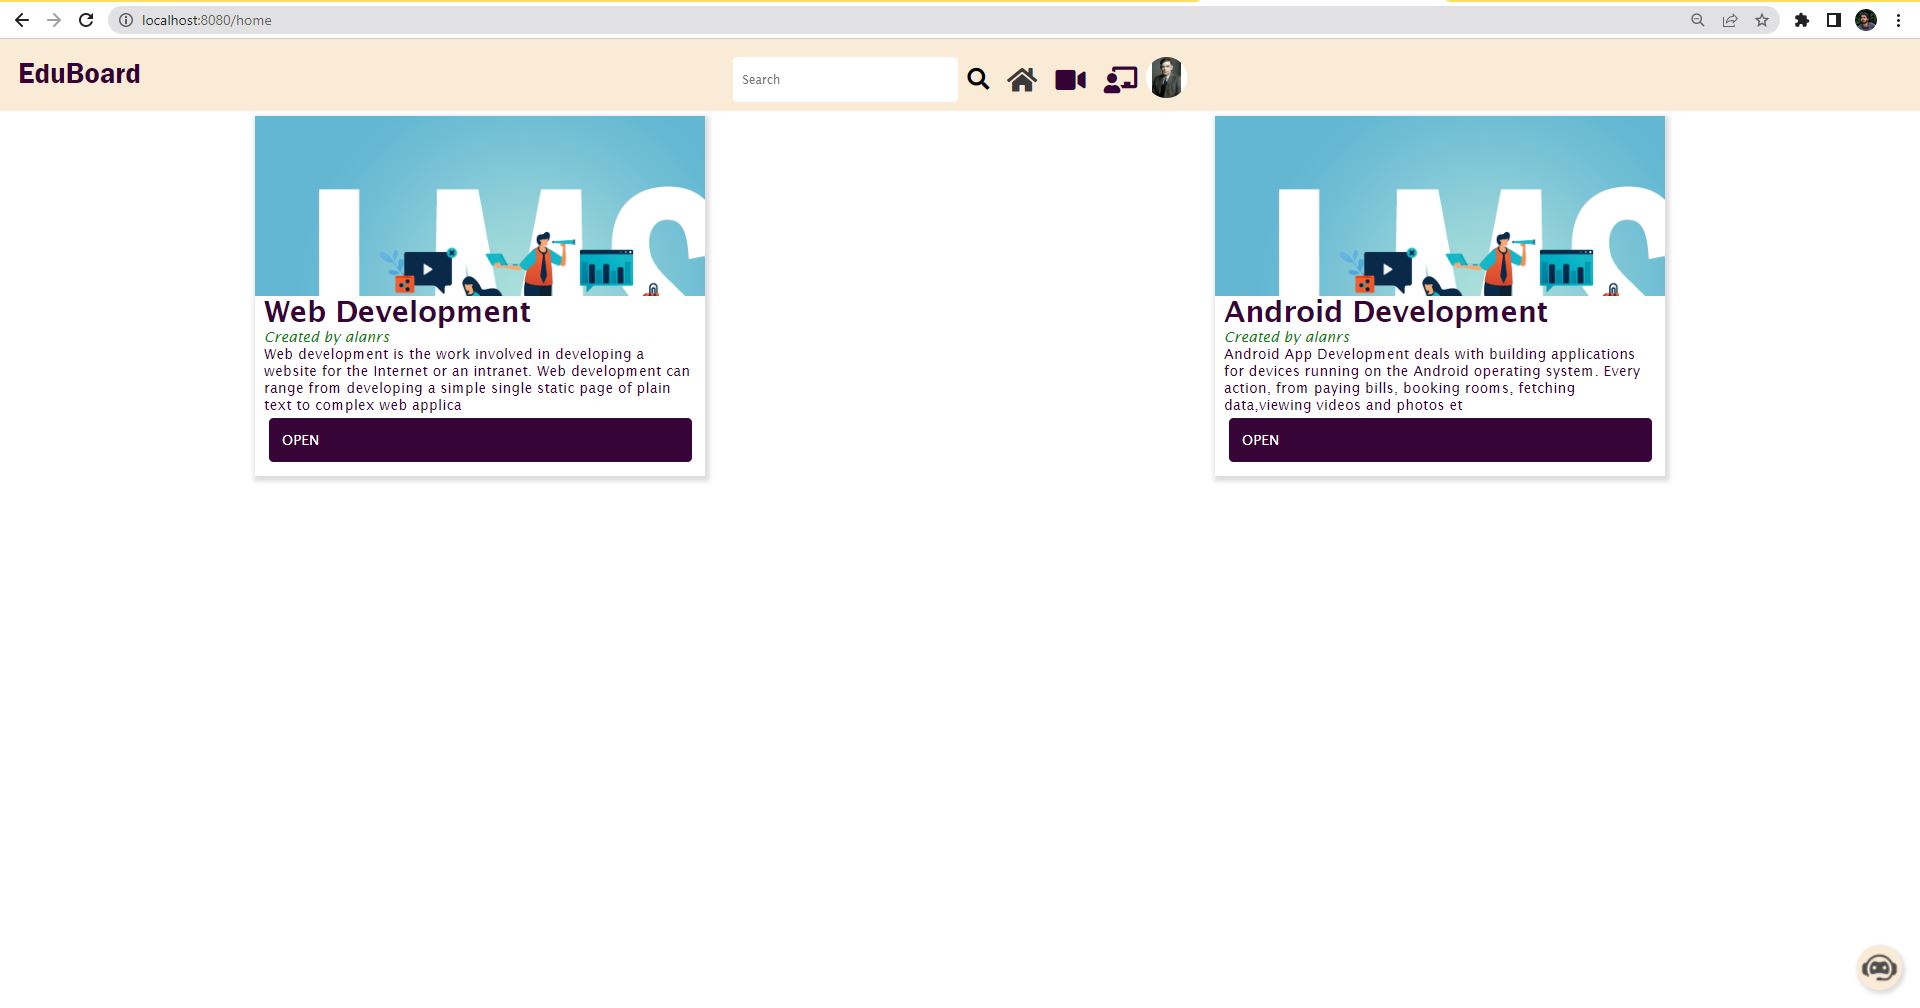 localhost:8080/home
EduBoard
Search
LMS
Web Development
Created by alanrs
Web development is the work involved in developing a
website for the Internet or an intranet. Web development can
range from developing a simple single static page of plain
text to complex web applica
OPEN
LMS
Android Development
Created by alanrs
Android App Development deals with building applications
for devices running on the Android operating system. Every
action, from paying bills, booking rooms, fetching
data,viewing videos and photos et
OPEN